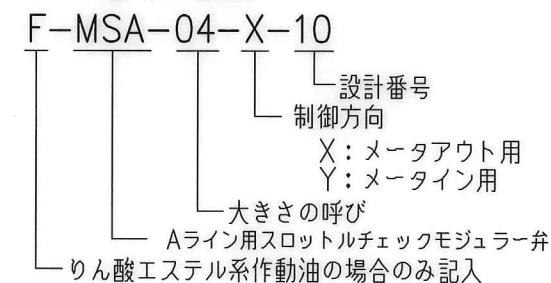 F-MSA-04-X-10
設計番号
制御方向
X：メータアウト用
Y：メータイン用
大きさの呼び
Aライン用スロットルチェックモジュラー弁
りん酸エステル系作動油の場合のみ記入